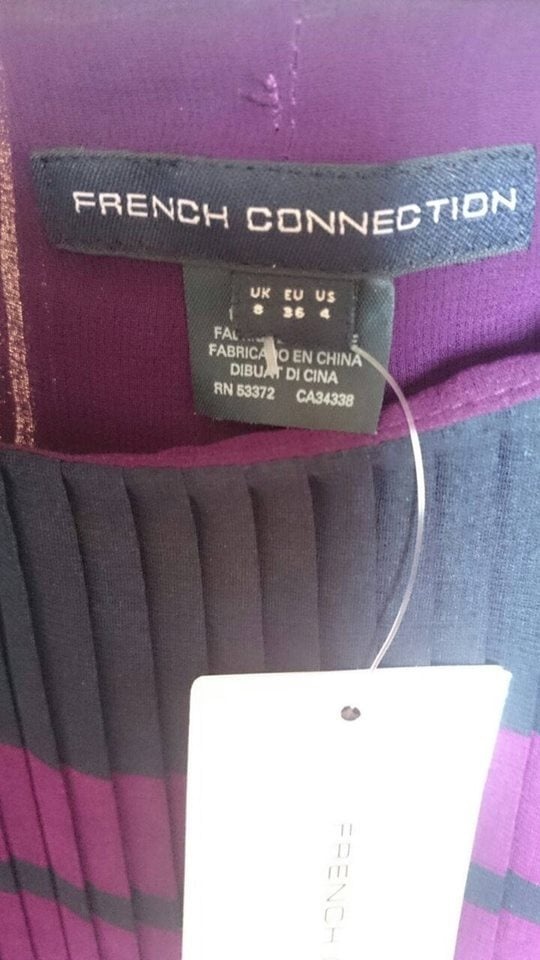 FRENCH CONNECTION
UK EU US
8 36 4
FABRICADO EN CHINA
DIBUAT DI CINA
RN 53372 CA34338
FRENCH